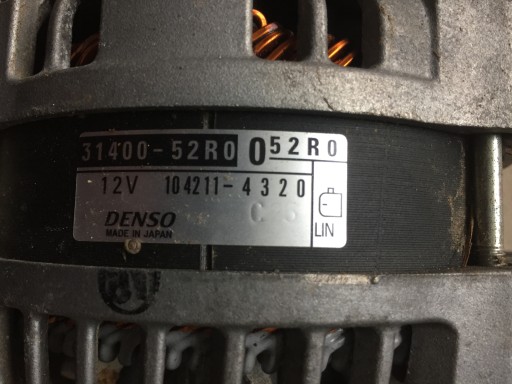 31400-52R0 052R0
12V 104211-4320
DENSO
MADE IN JAPAN
LIN